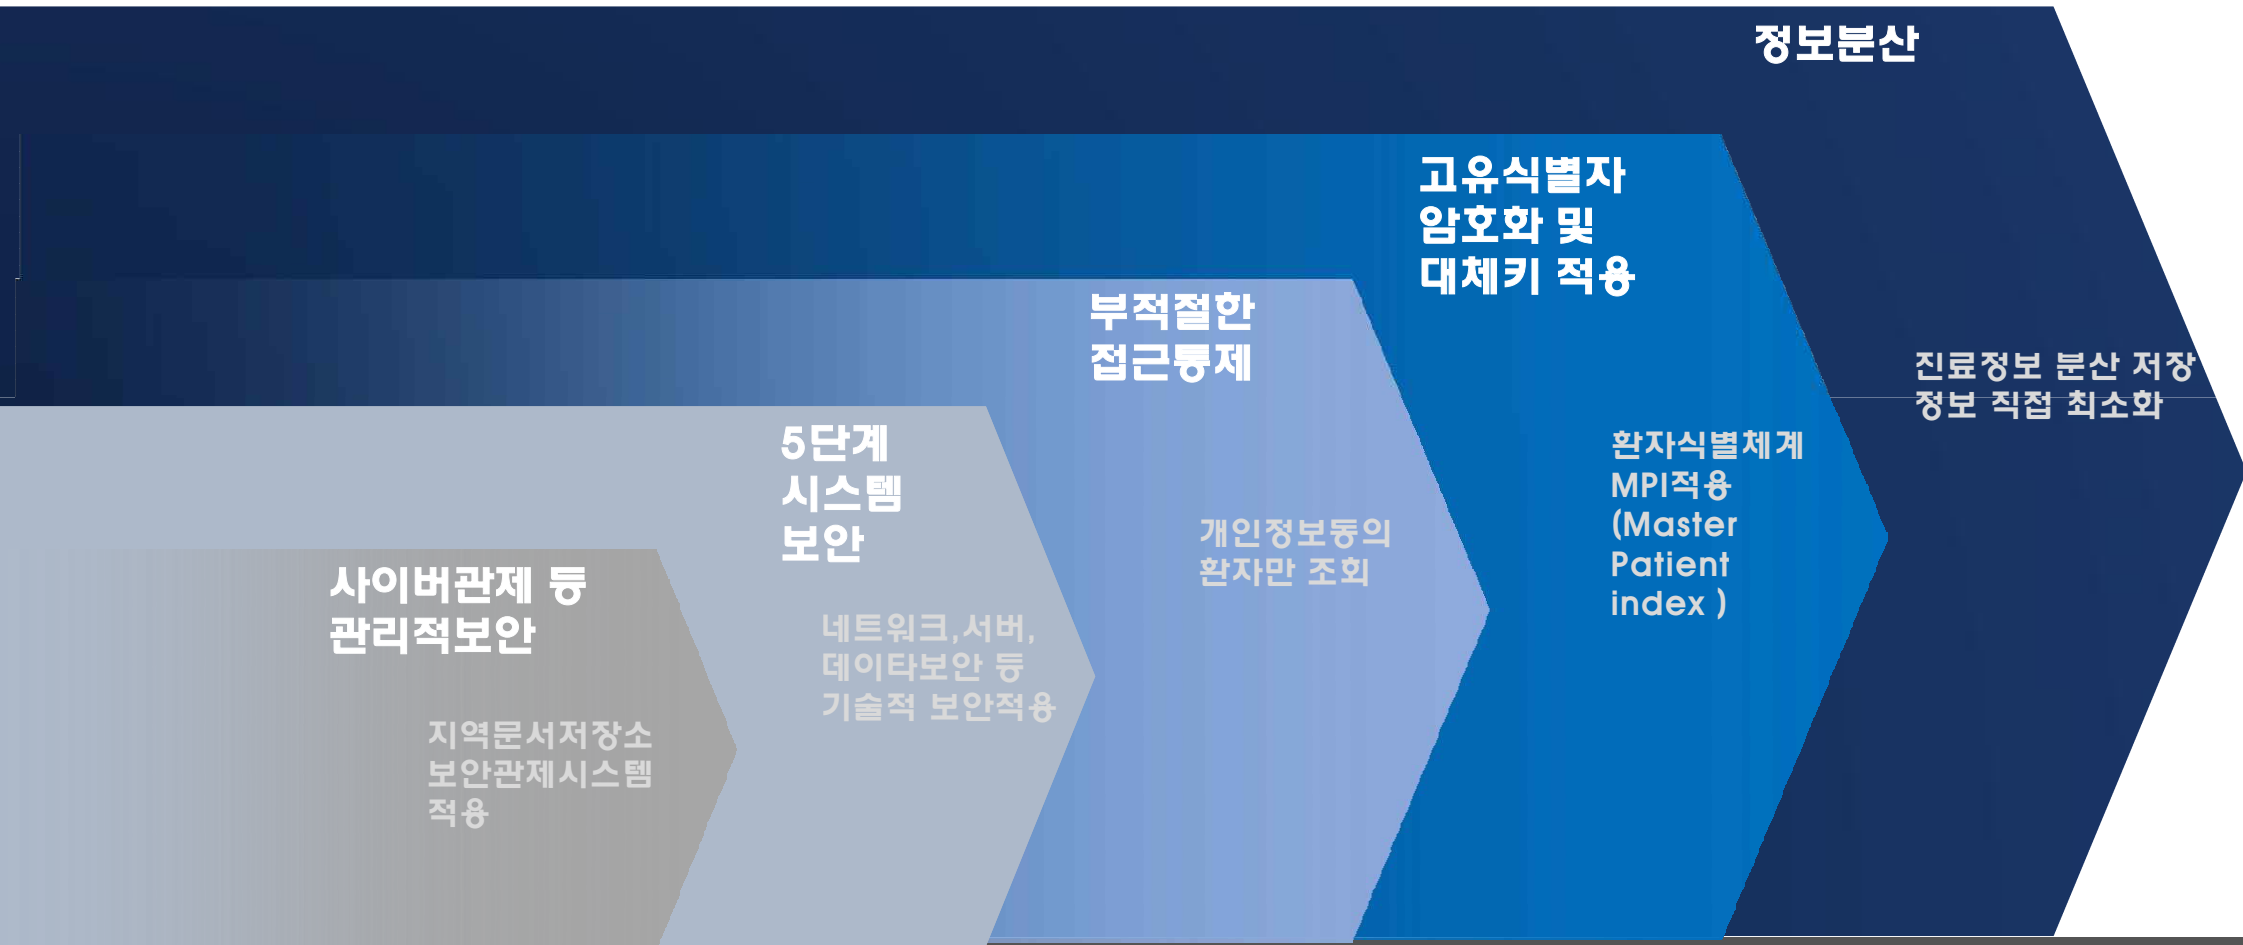 정보분산
고유식별자
암호화 및
대체키 적용
부적절한
접근통제
5단계
시스템
보안
사이버관제 등
관리적보안
진료정보 분산 저장
정보 직접 최소화
환자식별체계
MPI적용
(Master
Patient
index )
개인정보동의
환자만 조회
네트워크,서버,
데이타보안 등
기술적 보안적용
지역문서저장소
보안관제시스템
적용